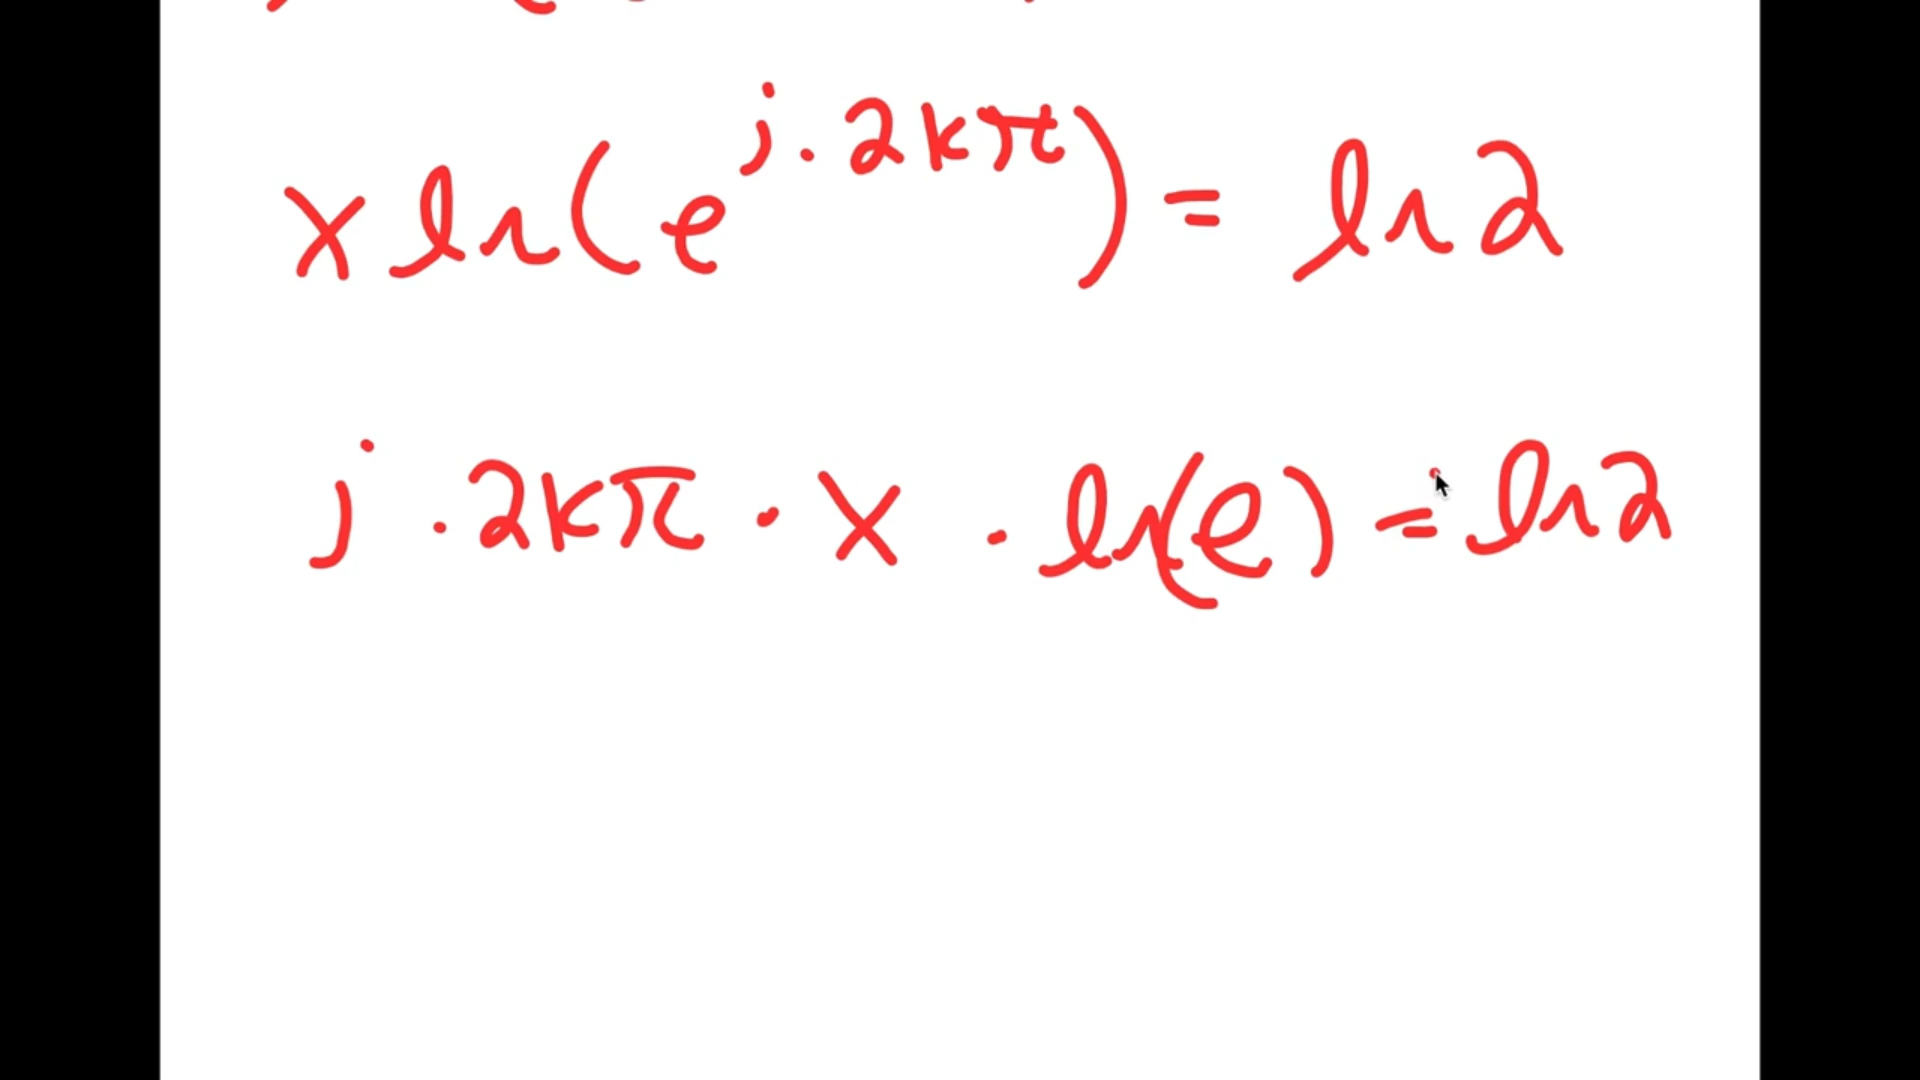 x ln(e^{j.2kπ}) = ln2
j . 2kπ . x . ln(e) = ln2